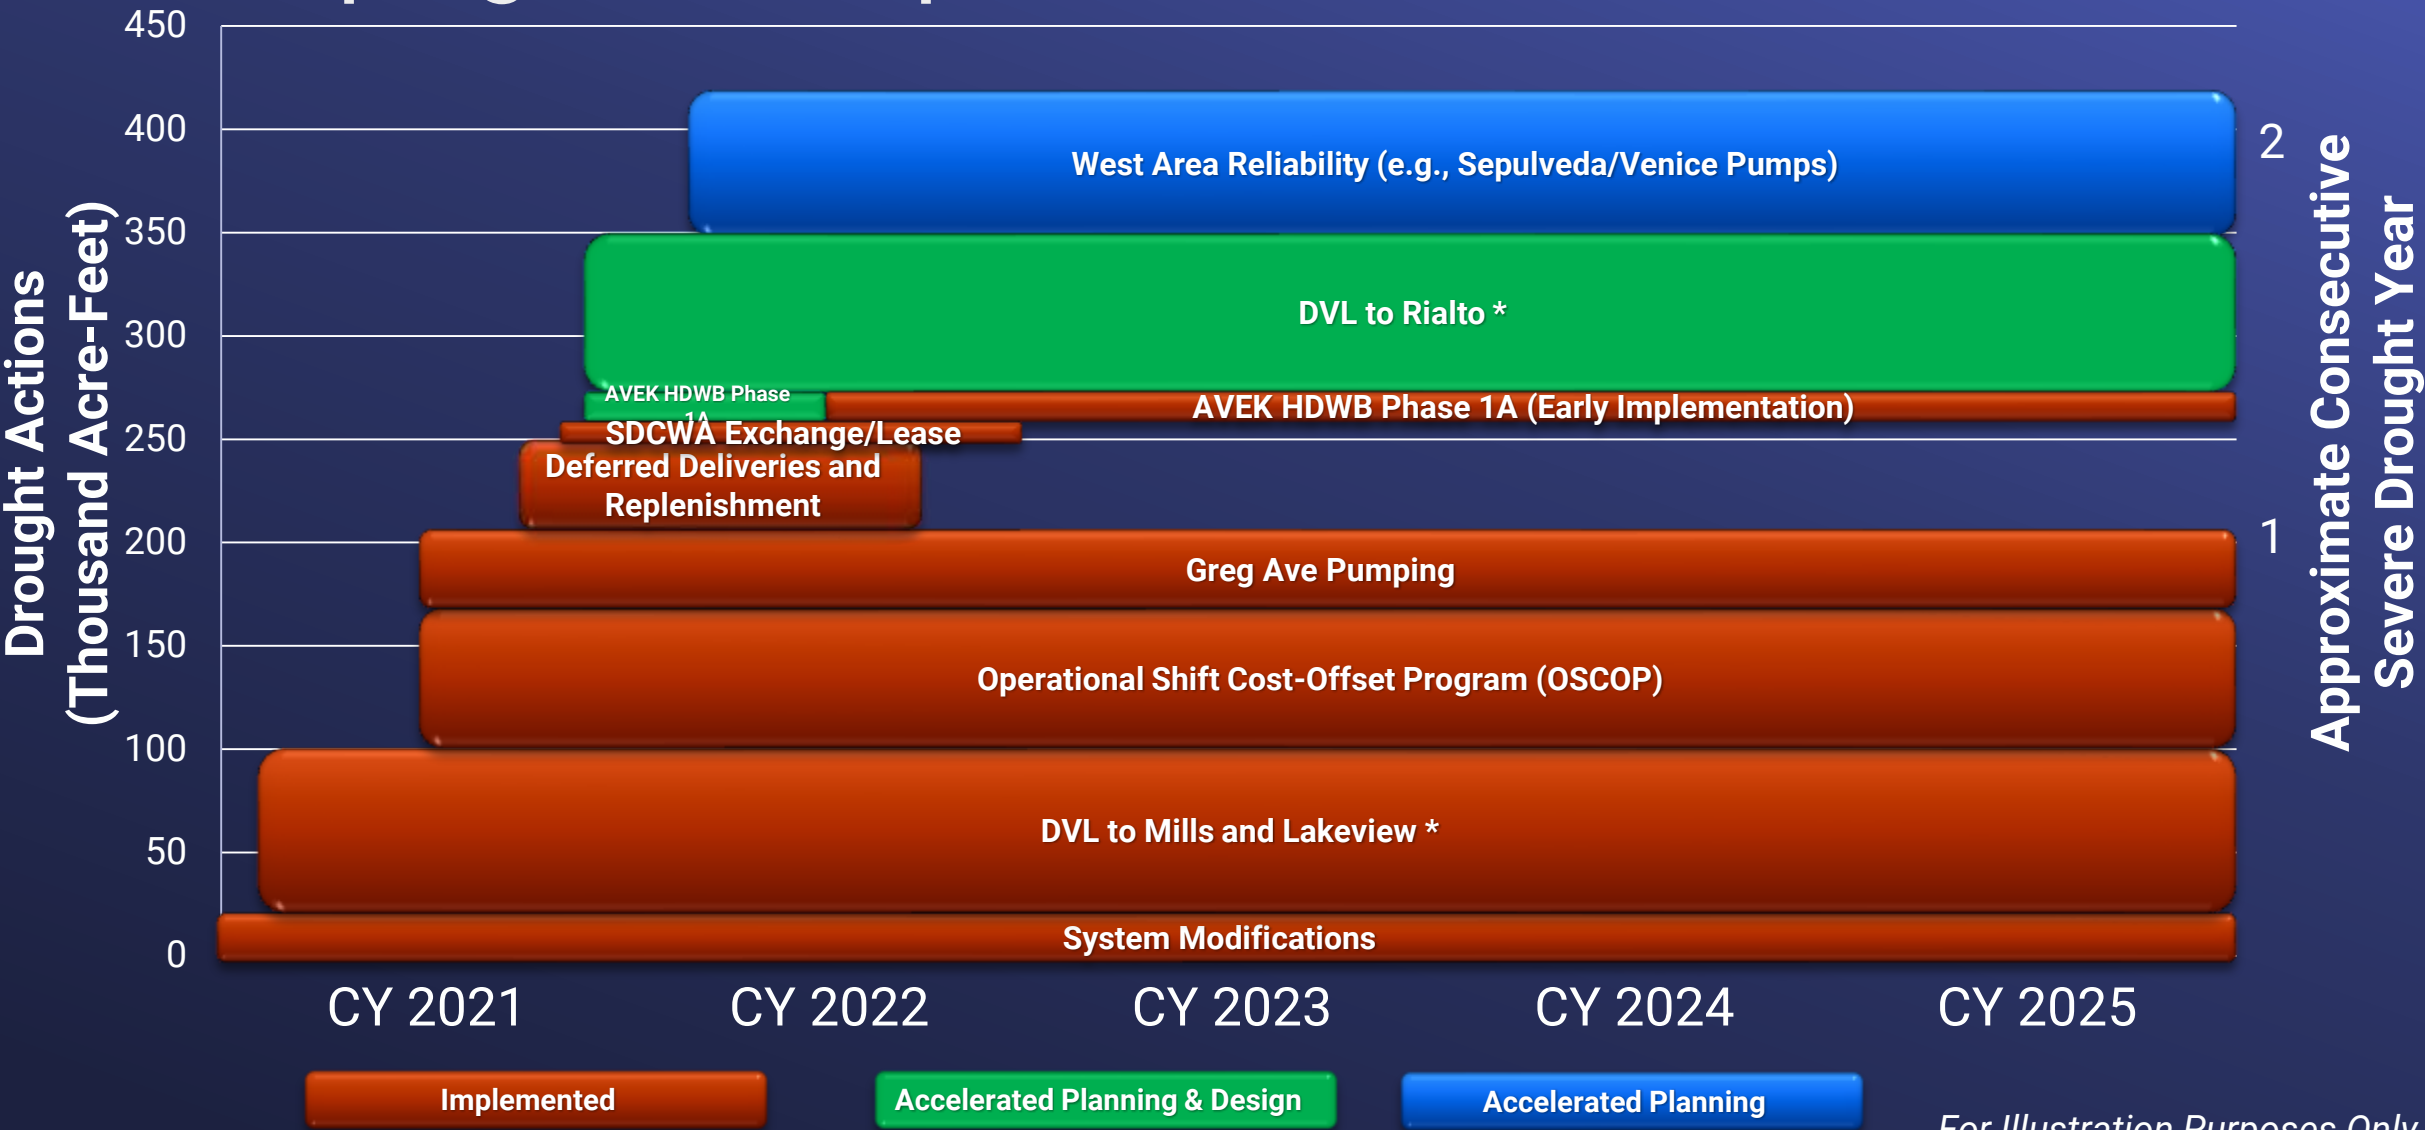 450
400
350
300
250
200
150
100
50
0
Drought Actions
(Thousand Acre-Feet)
West Area Reliability (e.g., Sepulveda/Venice Pumps)
DVL to Rialto *
AVEK HDWB Phase
1A
AVEK HDWB Phase 1A (Early Implementation)
SDCWA Exchange/Lease
Deferred Deliveries and
Replenishment
Greg Ave Pumping
Operational Shift Cost-Offset Program (OSCOP)
DVL to Mills and Lakeview *
System Modifications
2
1
Approximate Consecutive
Severe Drought Year
CY 2021
CY 2022
CY 2023
CY 2024
CY 2025
Implemented
Accelerated Planning & Design
Accelerated Planning
For Illustration Purposes Only